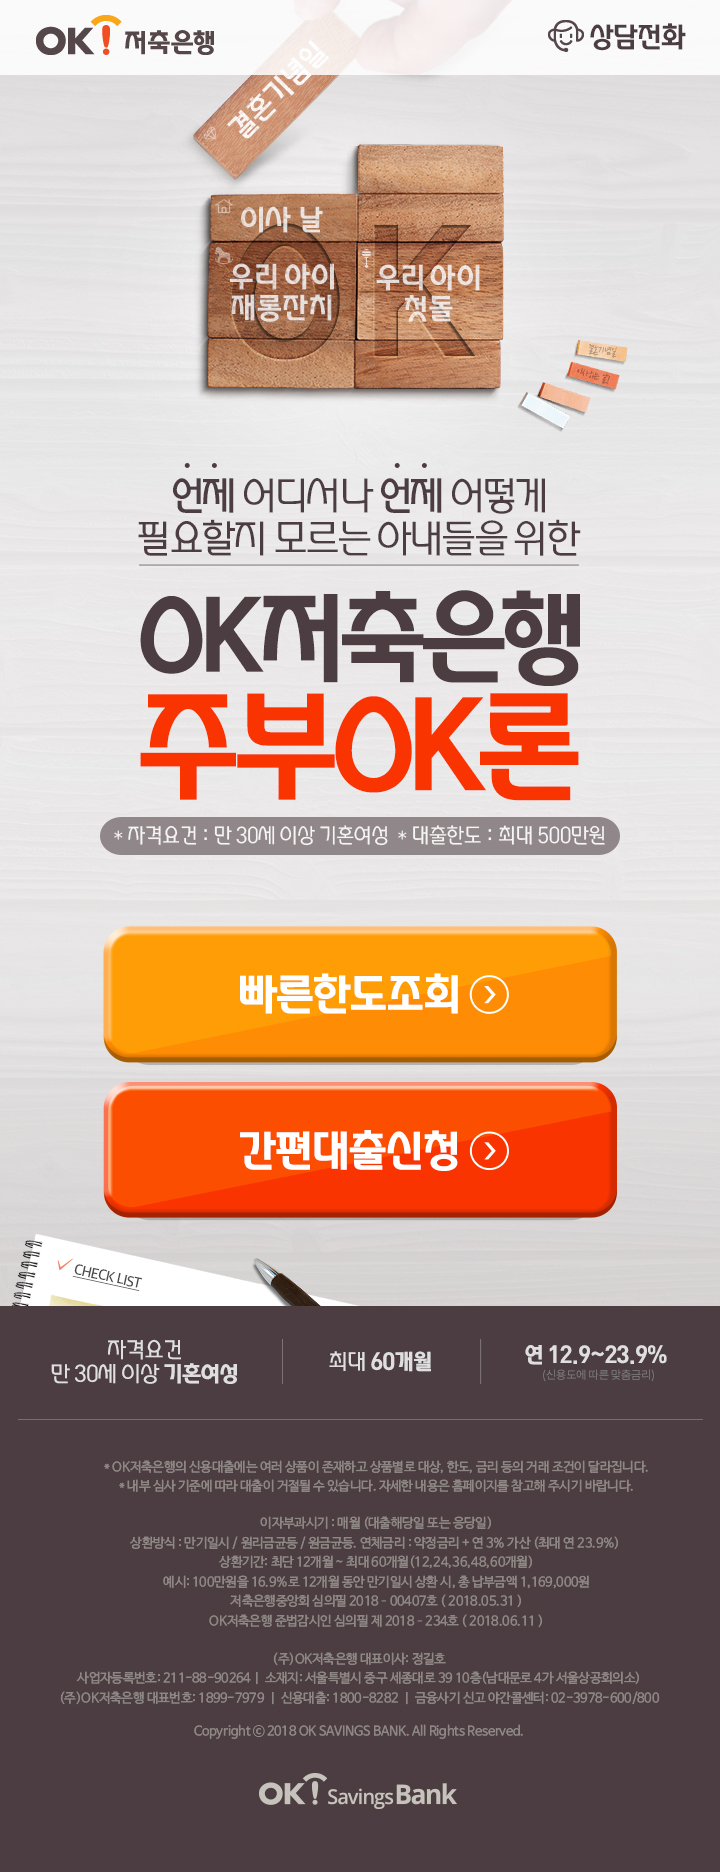 OK! 저축은행
상담전화
결혼기념일
이사 날
우리 아이
재롱잔치
우리 아이
첫돌
OK
결혼기념일
언제 어디서나 언제 어떻게
필요할지 모르는 아내들을 위한
OK저축은행
주부OK론
* 자격요건 : 만 30세 이상 기혼여성 * 대출한도 : 최대 500만원
빠른한도조회
간편대출신청
CHECK LIST
자격요건
만 30세 이상 기혼여성
최대 60개월
연 12.9~23.9%
(신용도에 따른 맞춤금리)
* OK저축은행의 신용대출에는 여러 상품이 존재하고 상품별로 대상, 한도, 금리 등의 거래 조건이 달라집니다.
* 내부 심사 기준에 따라 대출이 거절될 수 있습니다. 자세한 내용은 홈페이지를 참고해 주시기 바랍니다.
이자부과시기 : 매월 (대출해당일 또는 응당일)
상환방식 : 만기일시 / 원리금균등 / 원금균등. 연체금리 : 약정금리 + 연 3% 가산 (최대 연 23.9%)
상환기간: 최단 12개월 ~ 최대 60개월 (12,24,36,48,60개월)
예시: 100만원을 16.9%로 12개월 동안 만기일시 상환 시, 총 납부금액 1,169,000원
저축은행중앙회 심의필 2018 - 00407호 ( 2018.05.31 )
OK저축은행 준법감시인 심의필 제 2018 - 234호 ( 2018.06.11 )
(주)OK저축은행 대표이사: 정길호
사업자등록번호: 211-88-90264 | 소재지: 서울특별시 중구 세종대로 39 10층(남대문로 4가 서울상공회의소)
(주)OK저축은행 대표번호: 1899-7979 | 신용대출: 1800-8282 | 금융사기 신고 야간콜센터: 02-3978-600/800
Copyright © 2018 OK SAVINGS BANK. All Rights Reserved.
OK! Savings Bank